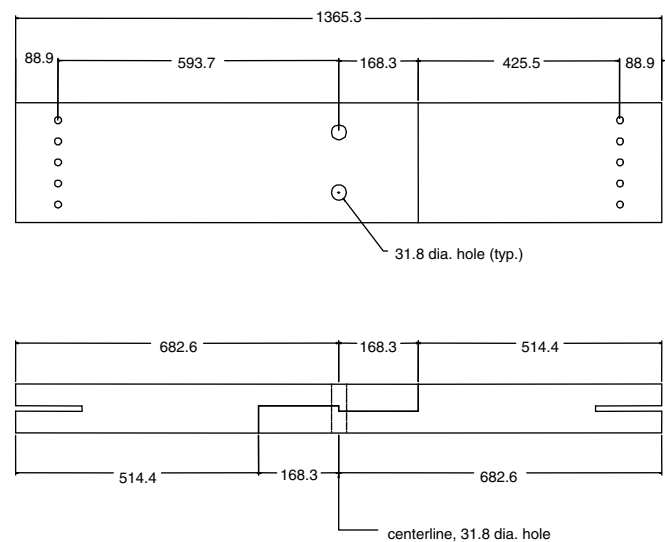 1365.3
88.9 593.7 168.3 425.5 88.9
31.8 dia. hole (typ.)
682.6 168.3 514.4
514.4 168.3 682.6
centerline, 31.8 dia. hole